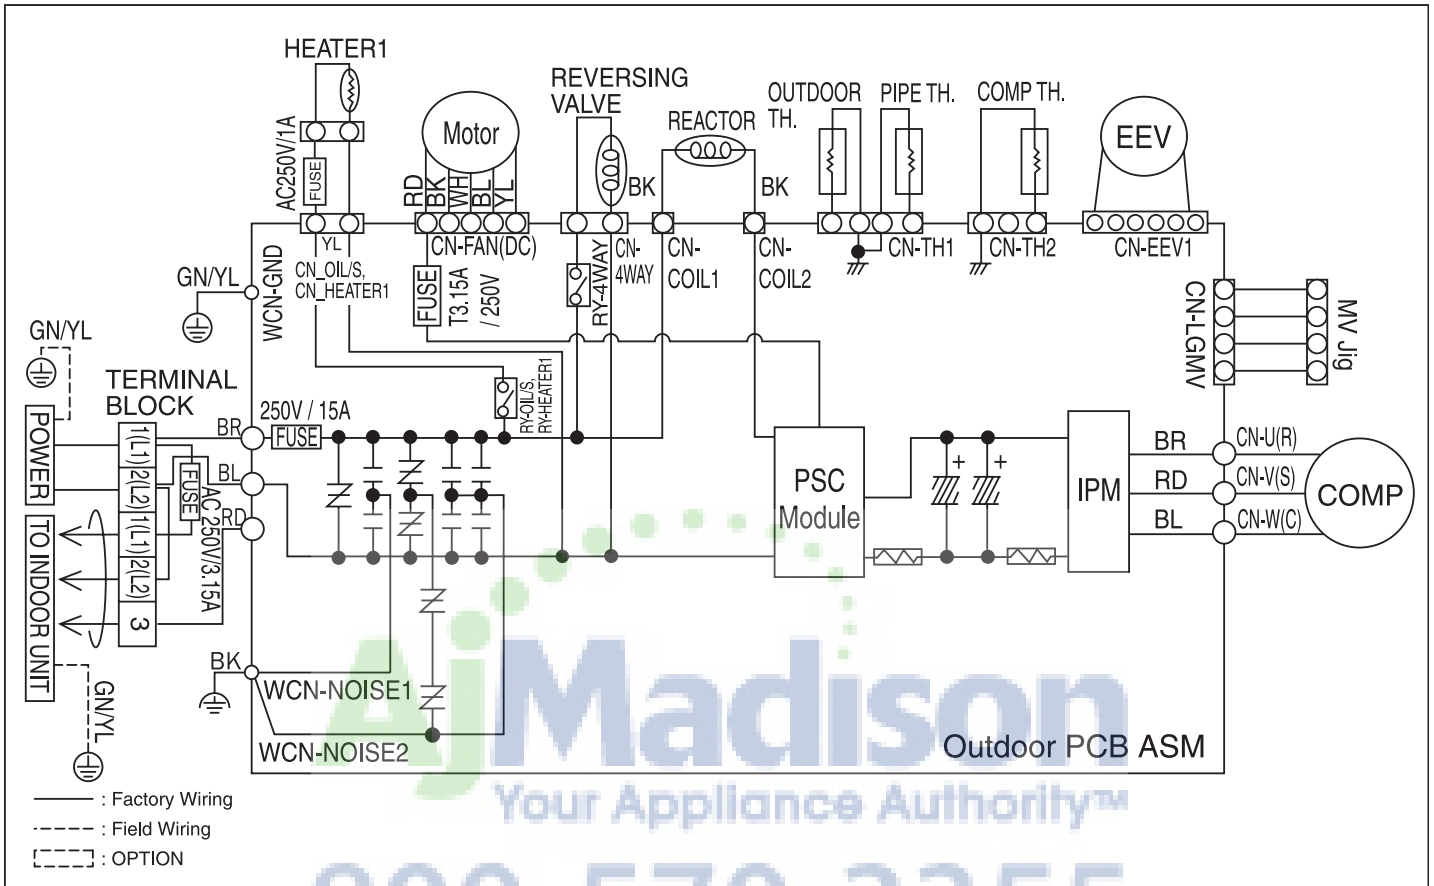 HEATER1
AC250V/1A
FUSE
Motor
RD
BK
WH
BL
YL
REVERSING
VALVE
REACTOR
BK
BK
OUTDOOR
TH.
PIPE TH.
COMP TH.
EEV
YL
CN_OIL/S,
CN_HEATER1
CN-FAN(DC)
FUSE
T3.15A
/ 250V
RY-4WAY
CN-
4WAY
CN-
COIL1
CN-
COIL2
CN-TH1
CN-TH2
CN-EEV1
GN/YL
WCN-GND
CN-LGMV
MV Jig
GN/YL
TERMINAL
BLOCK
250V / 15A
RY-OIL/S,
RY-HEATER1
POWER
1(L1)
2(L2)
1(L1)
2(L2)
3
BR
FUSE
BL
FUSE
AC 250V/3.15A
RD
TO INDOOR UNIT
GN/YL
PSC
Module
IPM
BR
RD
BL
CN-U(R)
CN-V(S)
CN-W(C)
COMP
BK
WCN-NOISE1
WCN-NOISE2
Outdoor PCB ASM
AjMadison
Your Appliance Authority™
: Factory Wiring
: Field Wiring
: OPTION